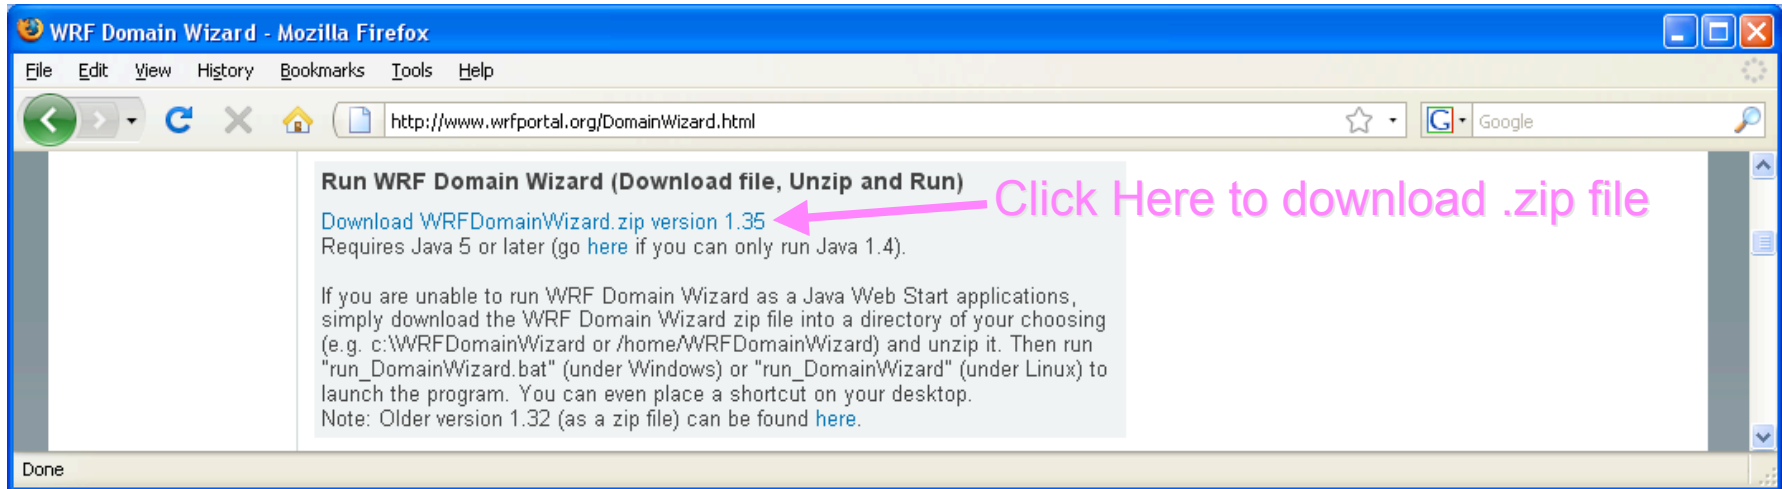 WRF Domain Wizard - Mozilla Firefox
File Edit View History Bookmarks Tools Help
http://www.wrfportal.org/DomainWizard.html
G Google
Run WRF Domain Wizard (Download file, Unzip and Run)
Click Here to download .zip file
Download WRFDomainWizard.zip version 1.35
Requires Java 5 or later (go here if you can only run Java 1.4).
If you are unable to run WRF Domain Wizard as a Java Web Start applications,
simply download the WRF Domain Wizard zip file into a directory of your choosing
(e.g. c:\WRFDomainWizard or /home/WRFDomainWizard) and unzip it. Then run
"run_DomainWizard.bat" (under Windows) or "run_DomainWizard" (under Linux) to
launch the program. You can even place a shortcut on your desktop.
Note: Older version 1.32 (as a zip file) can be found here.
Done